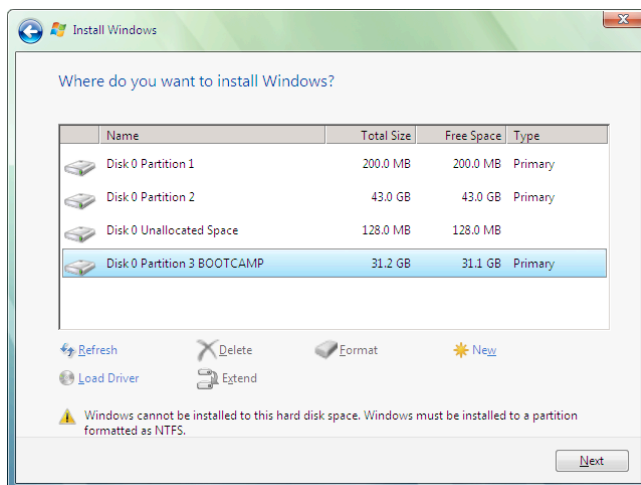 Install Windows
Where do you want to install Windows?
Name Total Size Free Space Type
Disk 0 Partition 1 200.0 MB 200.0 MB Primary
Disk 0 Partition 2 43.0 GB 43.0 GB Primary
Disk 0 Unallocated Space 128.0 MB 128.0 MB
Disk 0 Partition 3 BOOTCAMP 31.2 GB 31.1 GB Primary
Refresh Delete Format New
Load Driver Extend
Windows cannot be installed to this hard disk space. Windows must be installed to a partition
formatted as NTFS.
Next